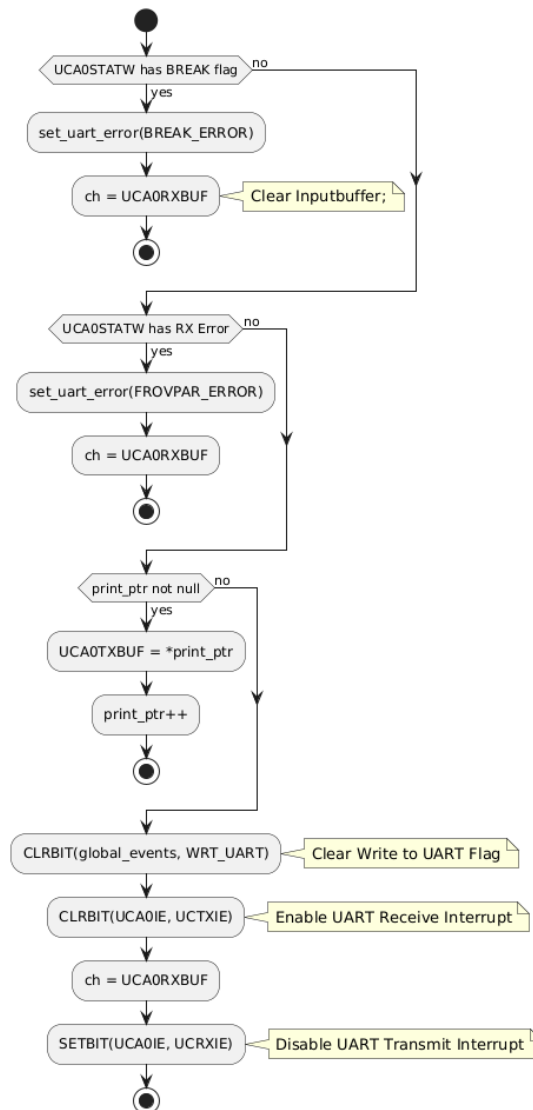 UCA0STATW has BREAK flag
no
yes
set_uart_error(BREAK_ERROR)
ch = UCA0RXBUF
Clear Inputbuffer;
UCA0STATW has RX Error
no
yes
set_uart_error(FROVPAR_ERROR)
ch = UCA0RXBUF
print_ptr not null
no
yes
UCA0TXBUF = *print_ptr
print_ptr++
CLRBIT(global_events, WRT_UART)
Clear Write to UART Flag
CLRBIT(UCA0IE, UCTXIE)
Enable UART Receive Interrupt
ch = UCA0RXBUF
SETBIT(UCA0IE, UCRXIE)
Disable UART Transmit Interrupt